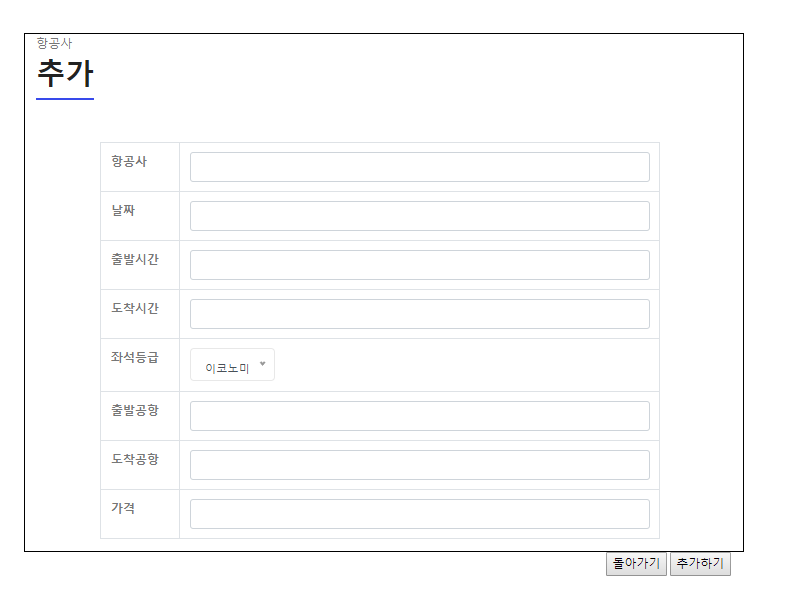 항공사
추가
항공사
날짜
출발시간
도착시간
좌석등급
이코노미
출발공항
도착공항
가격
돌아가기 추가하기